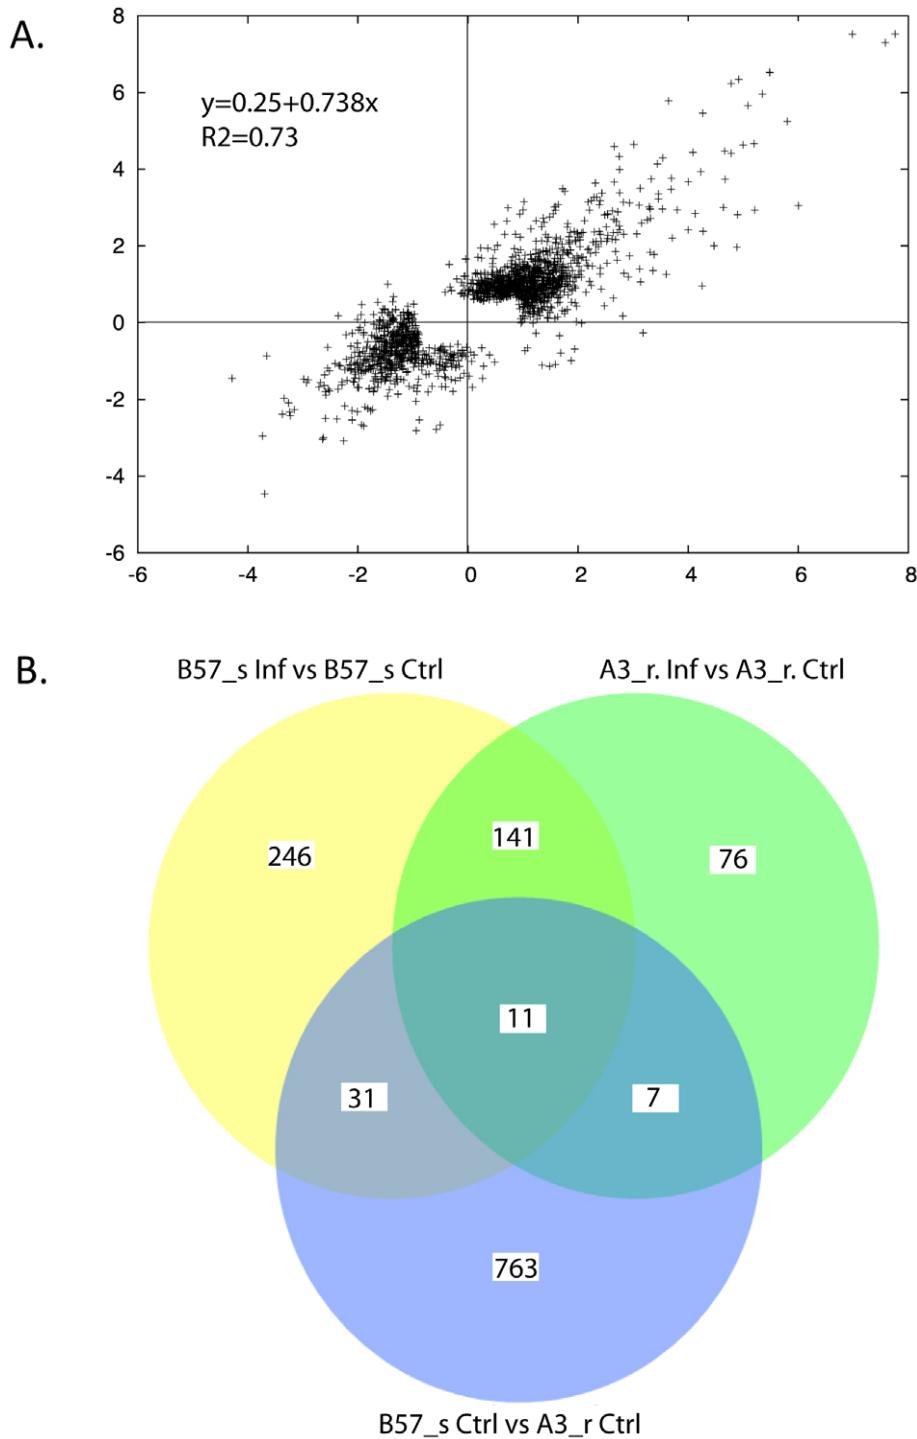 A.
8
6
4
2
0
-2
-4
-6
y=0.25+0.738x
R2=0.73
-6 -4 -2 0 2 4 6 8
B.
B57_s Inf vs B57_s Ctrl
A3_r. Inf vs A3_r. Ctrl
246
141
76
11
31
7
763
B57_s Ctrl vs A3_r Ctrl